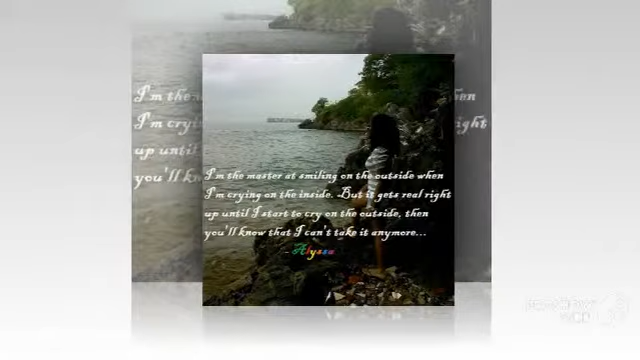 I'm the master at smiling on the outside when
I'm crying on the inside. But it gets real right
up until I start to cry on the outside, then
you'll know that I can't take it anymore...
- Alyssa